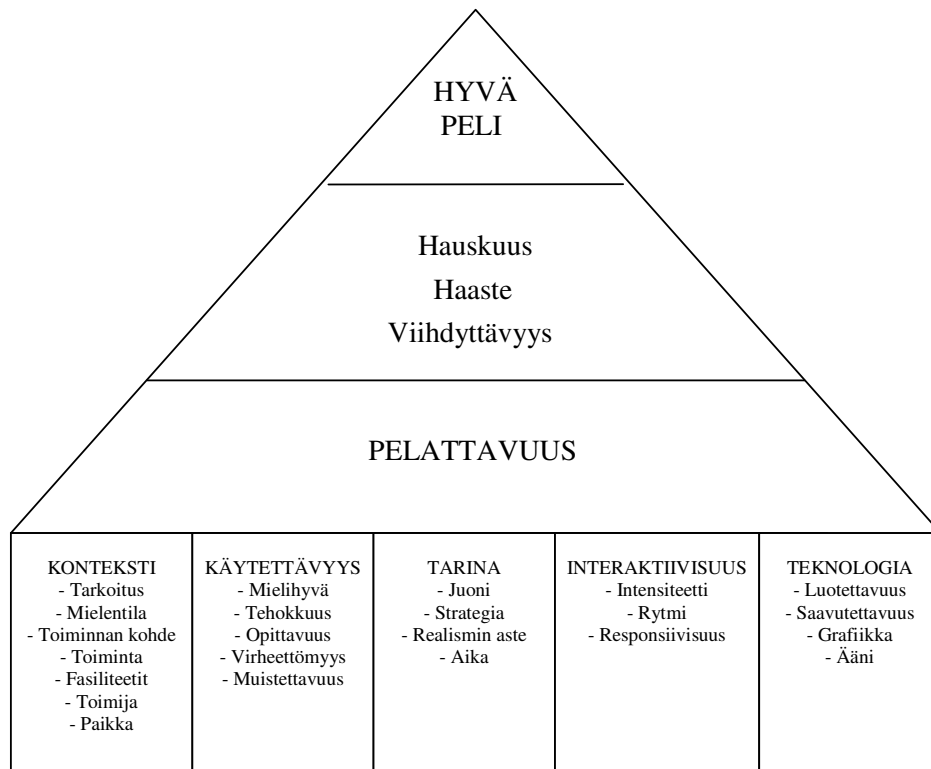 HYVÄ
PELI
Hauskuus
Haaste
Viihdyttävyys
PELATTAVUUS
KONTEKSTI
- Tarkoitus
- Mielentila
- Toiminnan kohde
- Toiminta
- Fasiliteetit
- Toimija
- Paikka
KÄYTETTÄVYYS
- Mielihyvä
- Tehokkuus
- Opittavuus
- Virheettömyys
- Muistettavuus
TARINA
- Juoni
- Strategia
- Realismin aste
- Aika
INTERAKTIIVISUUS
- Intensiteetti
- Rytmi
- Responsiivisuus
TEKNOLOGIA
- Luotettavuus
- Saavutettavuus
- Grafiikka
- Ääni